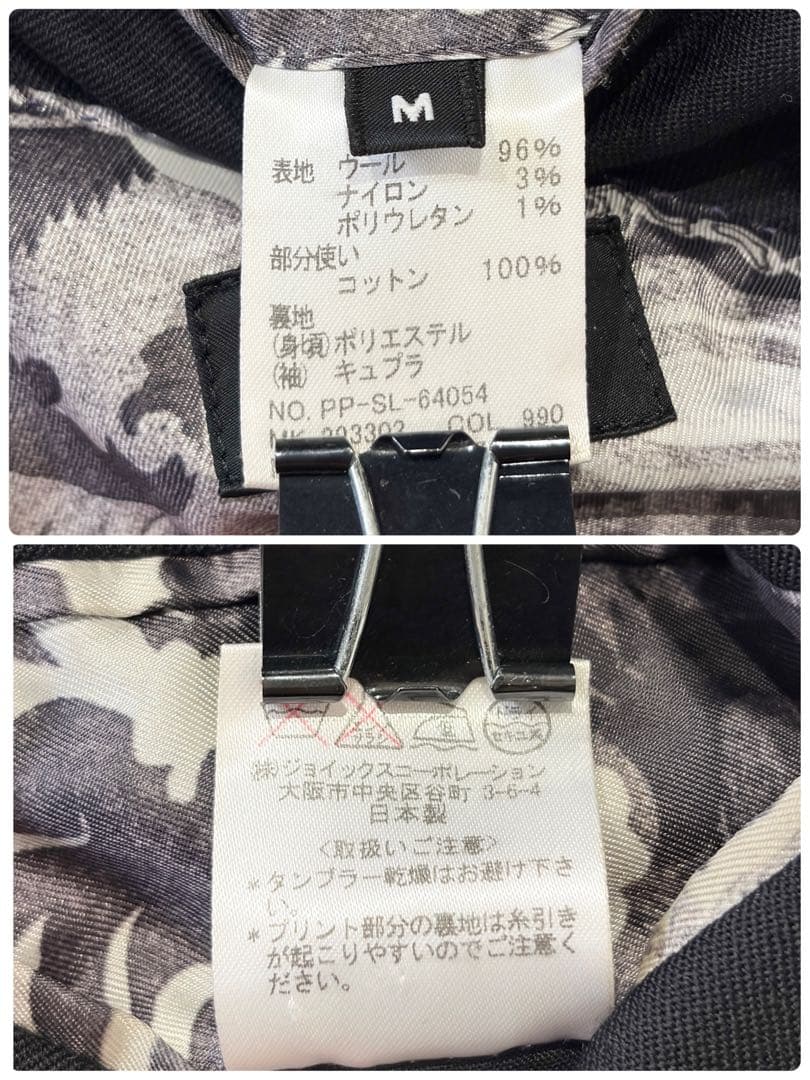 M
表地 ウール 96%
ナイロン 3%
ポリウレタン 1%
部分使い
コットン 100%
裏地
(身頃)ポリエステル
(袖) キュプラ
NO. PP-SL-64054
COL 990
(株)ジョイックスコーポレーション
大阪市中央区谷町 3-6-4
日本製
〈取扱いご注意〉
*タンブラー乾燥はお避け下さ
い。
*プリント部分の裏地は糸引き
が起こりやすいのでご注意く
ださい。